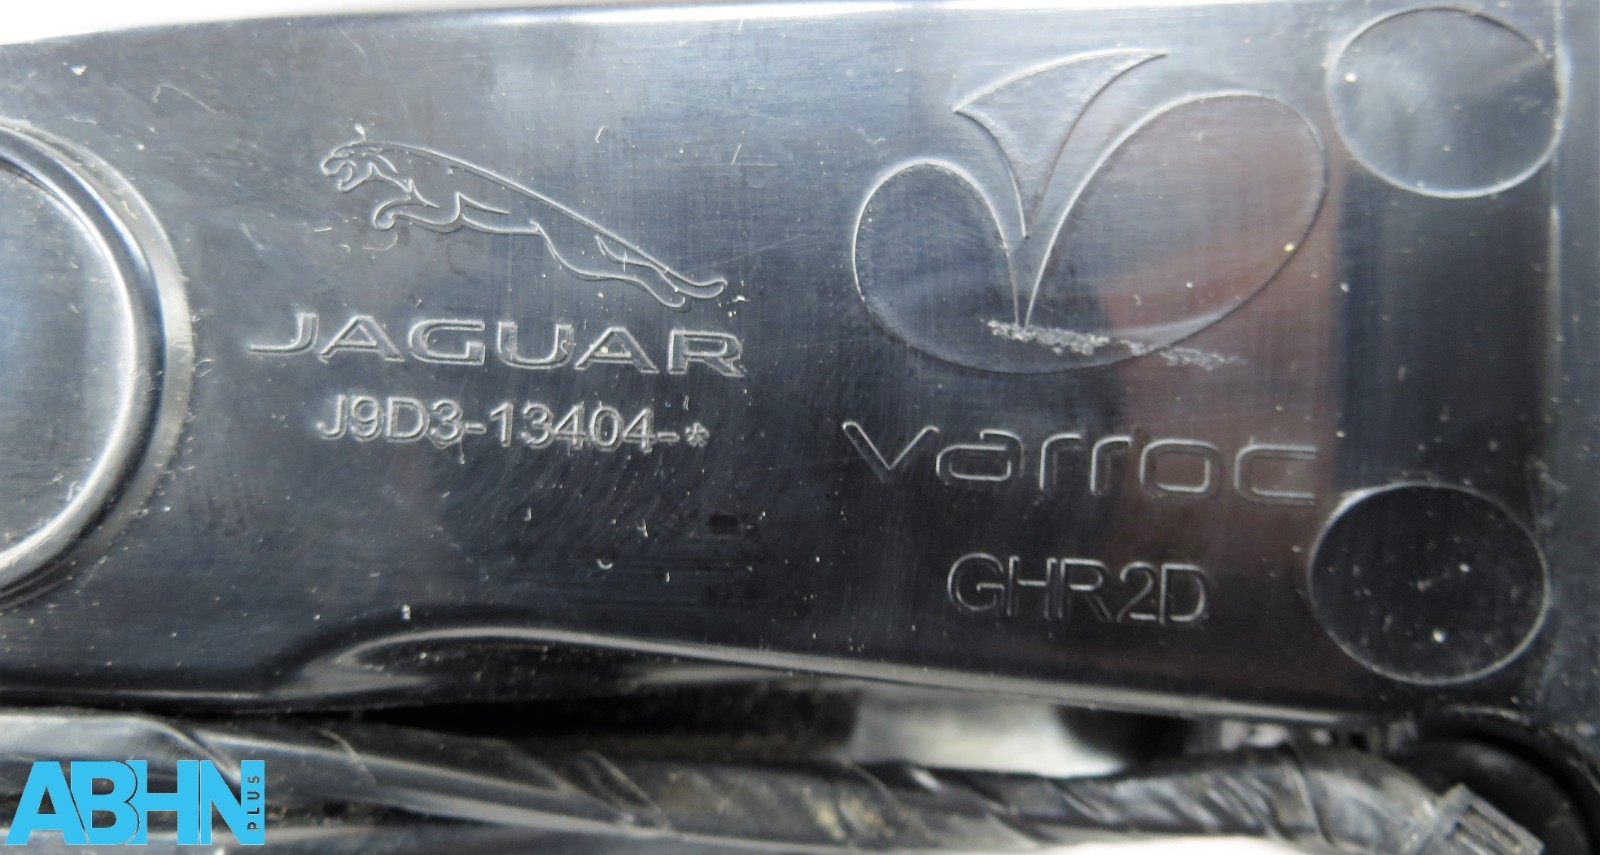 JAGUAR
J9D3-13404-*
varroc
GHR2D
ABHN
PLUS